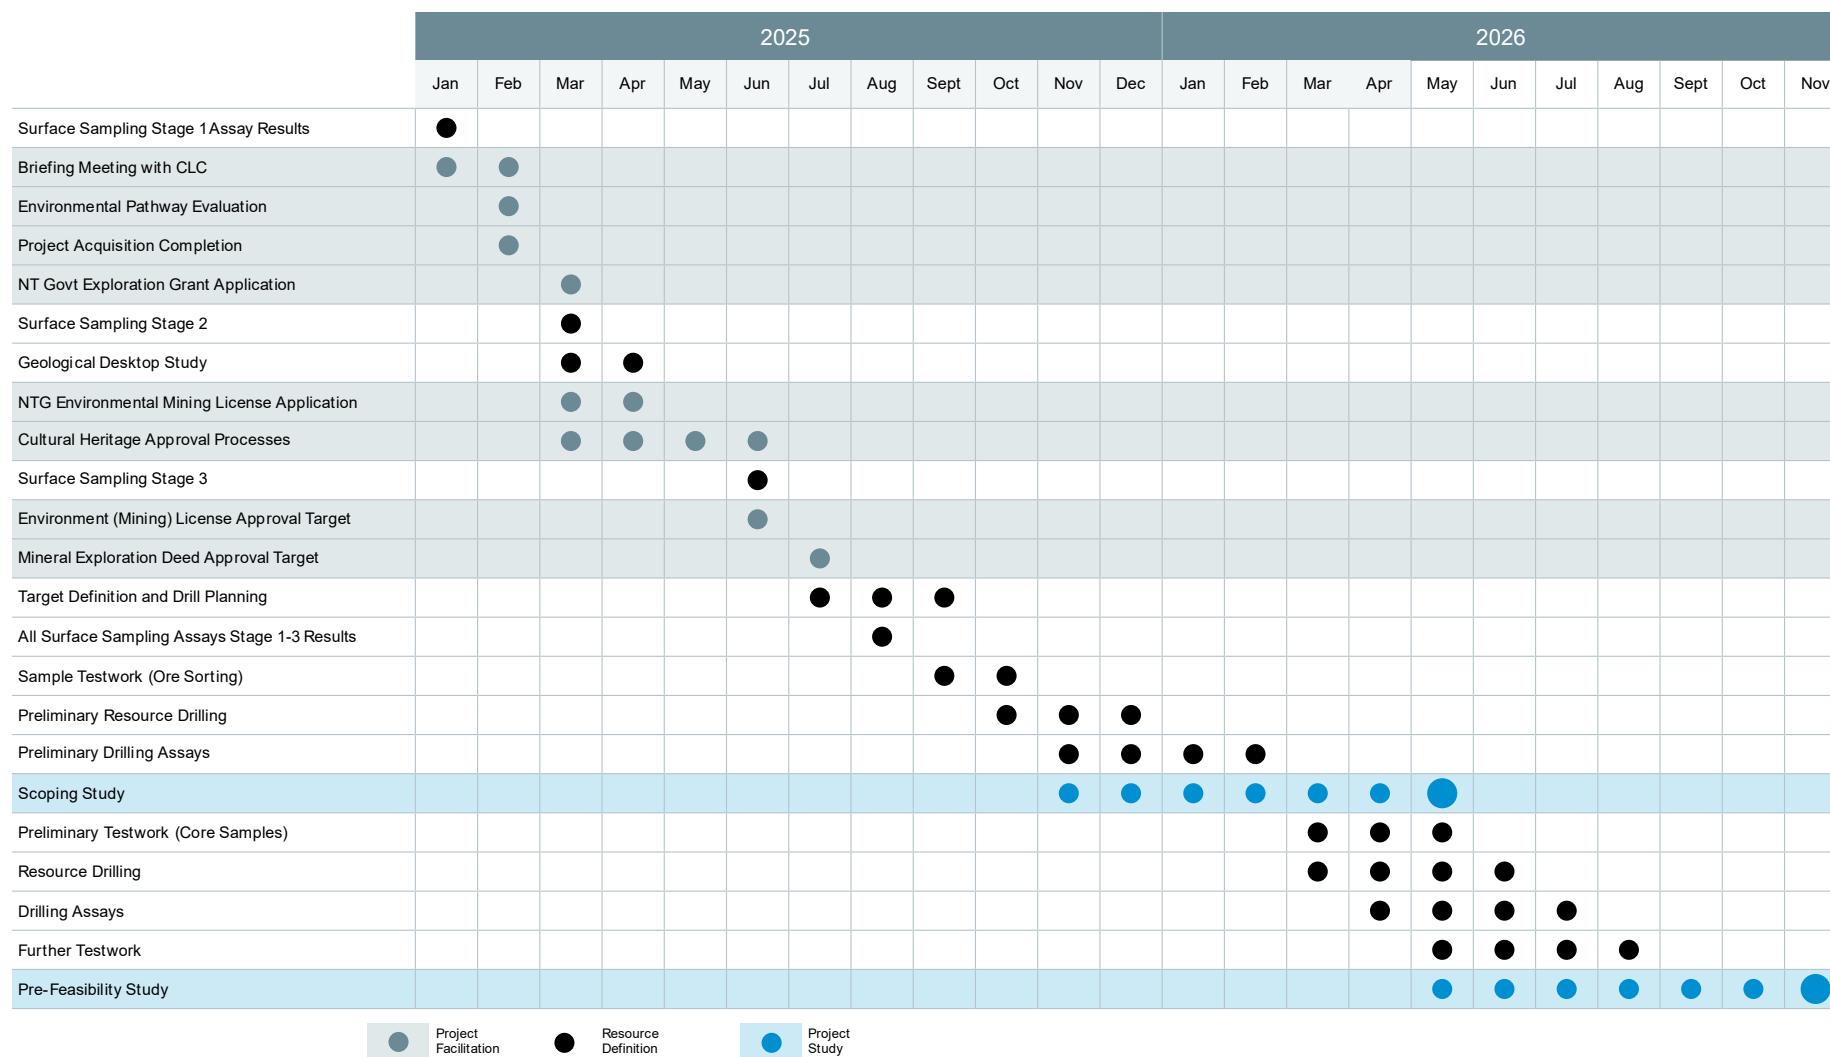 2025 2026
Jan Feb Mar Apr May Jun Jul Aug Sept Oct Nov Dec Jan Feb Mar Apr May Jun Jul Aug Sept Oct Nov
Surface Sampling Stage 1 Assay Results
Briefing Meeting with CLC
Environmental Pathway Evaluation
Project Acquisition Completion
NT Govt Exploration Grant Application
Surface Sampling Stage 2
Geological Desktop Study
NTG Environmental Mining License Application
Cultural Heritage Approval Processes
Surface Sampling Stage 3
Environment (Mining) License Approval Target
Mineral Exploration Deed Approval Target
Target Definition and Drill Planning
All Surface Sampling Assays Stage 1-3 Results
Sample Testwork (Ore Sorting)
Preliminary Resource Drilling
Preliminary Drilling Assays
Scoping Study
Preliminary Testwork (Core Samples)
Resource Drilling
Drilling Assays
Further Testwork
Pre-Feasibility Study
Project
Facilitation
Resource
Definition
Project
Study